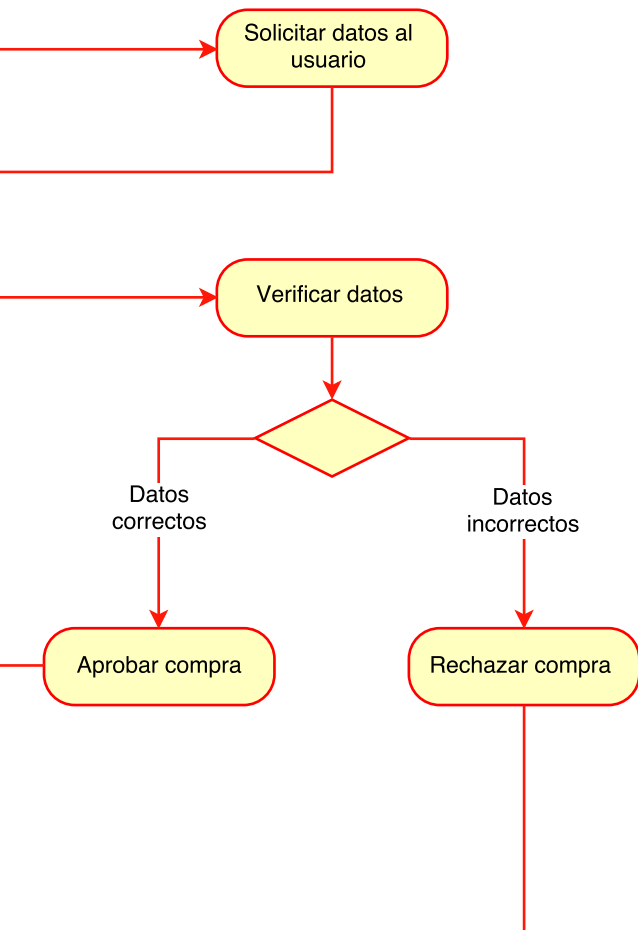 Solicitar datos al
usuario
Verificar datos
Datos
correctos
Datos
incorrectos
Aprobar compra
Rechazar compra